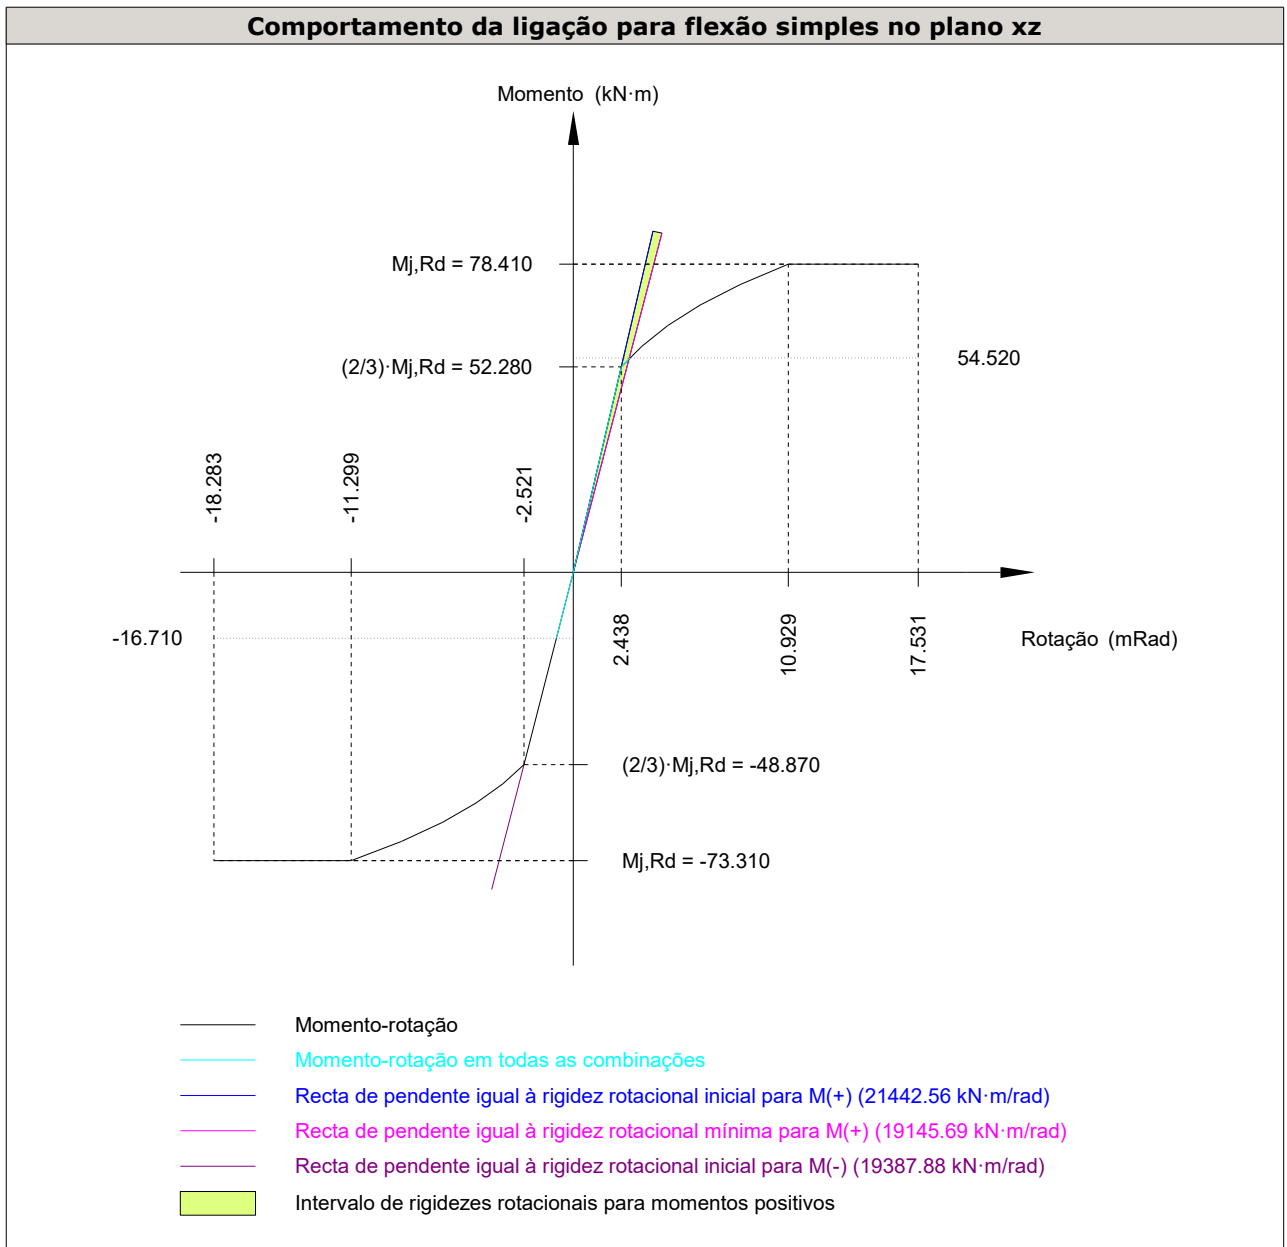 Comportamento da ligação para flexão simples no plano xz
Momento (kN·m)
Mj,Rd = 78.410
(2/3)·Mj,Rd = 52.280
54.520
-18.283
-11.299
-2.521
2.438
10.929
17.531
-16.710
Rotação (mRad)
(2/3)·Mj,Rd = -48.870
Mj,Rd = -73.310
Momento-rotação
Momento-rotação em todas as combinações
Recta de pendente igual à rigidez rotacional inicial para M(+) (21442.56 kN·m/rad)
Recta de pendente igual à rigidez rotacional mínima para M(+) (19145.69 kN·m/rad)
Recta de pendente igual à rigidez rotacional inicial para M(-) (19387.88 kN·m/rad)
Intervalo de rigidezes rotacionais para momentos positivos